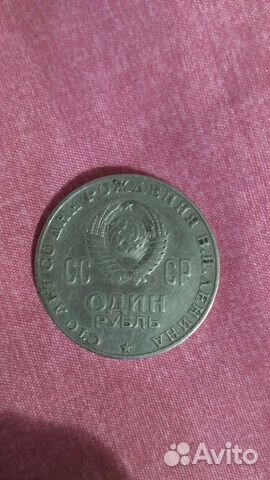 СТО ЛЕТ СО ДНЯ РОЖДЕНИЯ В.И.ЛЕНИНА
СС СР
ОДИН
РУБЛЬ
Avito